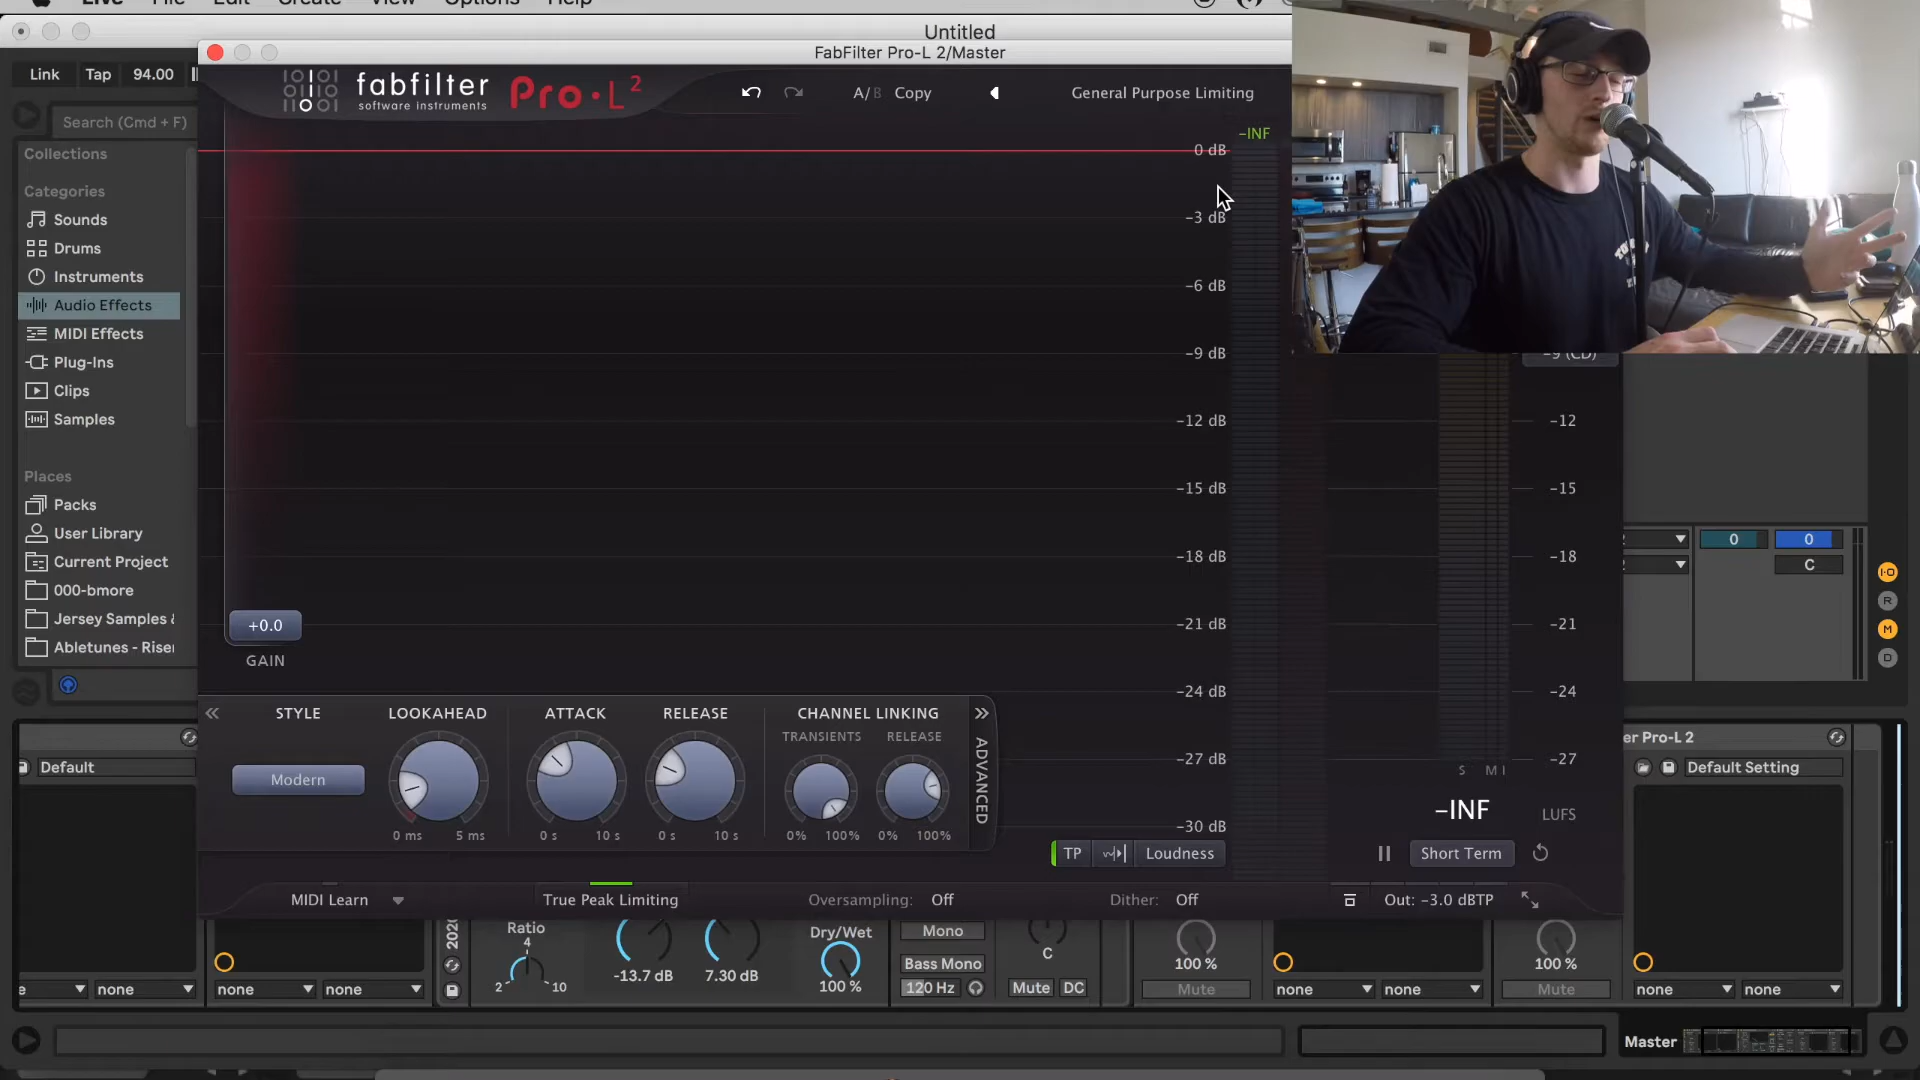 Live File Edit Create View Options Help
Untitled
FabFilter Pro-L 2/Master
Link Tap 94.00
fabfilter
software instruments
Pro·L 2
A/B Copy
General Purpose Limiting
Search (Cmd + F)
Collections
Categories
Sounds
Drums
Instruments
Audio Effects
MIDI Effects
Plug-Ins
Clips
Samples
Places
Packs
User Library
Current Project
000-bmore
Jersey Samples &
Abletunes - Riser
-INF
0 dB
-3 dB
-6 dB
-9 dB
-12 dB
-15 dB
-18 dB
-21 dB
-24 dB
-27 dB
-30 dB
-9 (CD)
-12
-15
-18
-21
-24
-27
S M I
-INF LUFS
+0.0
GAIN
STYLE LOOKAHEAD ATTACK RELEASE CHANNEL LINKING
TRANSIENTS RELEASE
Modern
0 ms 5 ms 0 s 10 s 0 s 10 s 0% 100% 0% 100%
ADVANCED
TP Loudness
Short Term
MIDI Learn True Peak Limiting Oversampling: Off Dither: Off Out: -3.0 dBTP
0 0
C
I·O
R
M
D
Default
er Pro-L 2
Default Setting
Ratio
4
2 10
-13.7 dB 7.30 dB
Dry/Wet
100 %
Mono
Bass Mono
120 Hz
C
Mute DC
100 %
Mute
100 %
Mute
none none none
none none
none none
Master